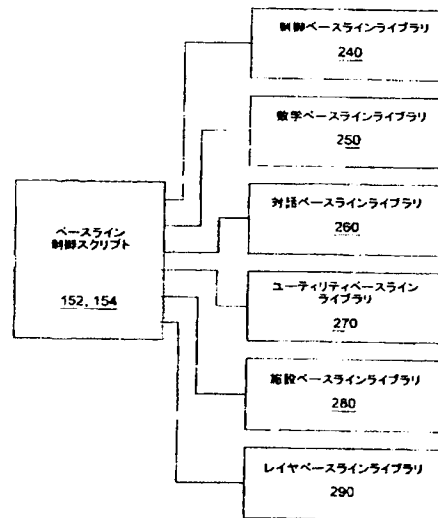 制御ベースラインライブラリ
240
数学ベースラインライブラリ
250
対話ベースラインライブラリ
260
ベースライン
制御スクリプト
152, 154
ユーティリティベースライン
ライブラリ
270
施設ベースラインライブラリ
280
レイヤベースラインライブラリ
290